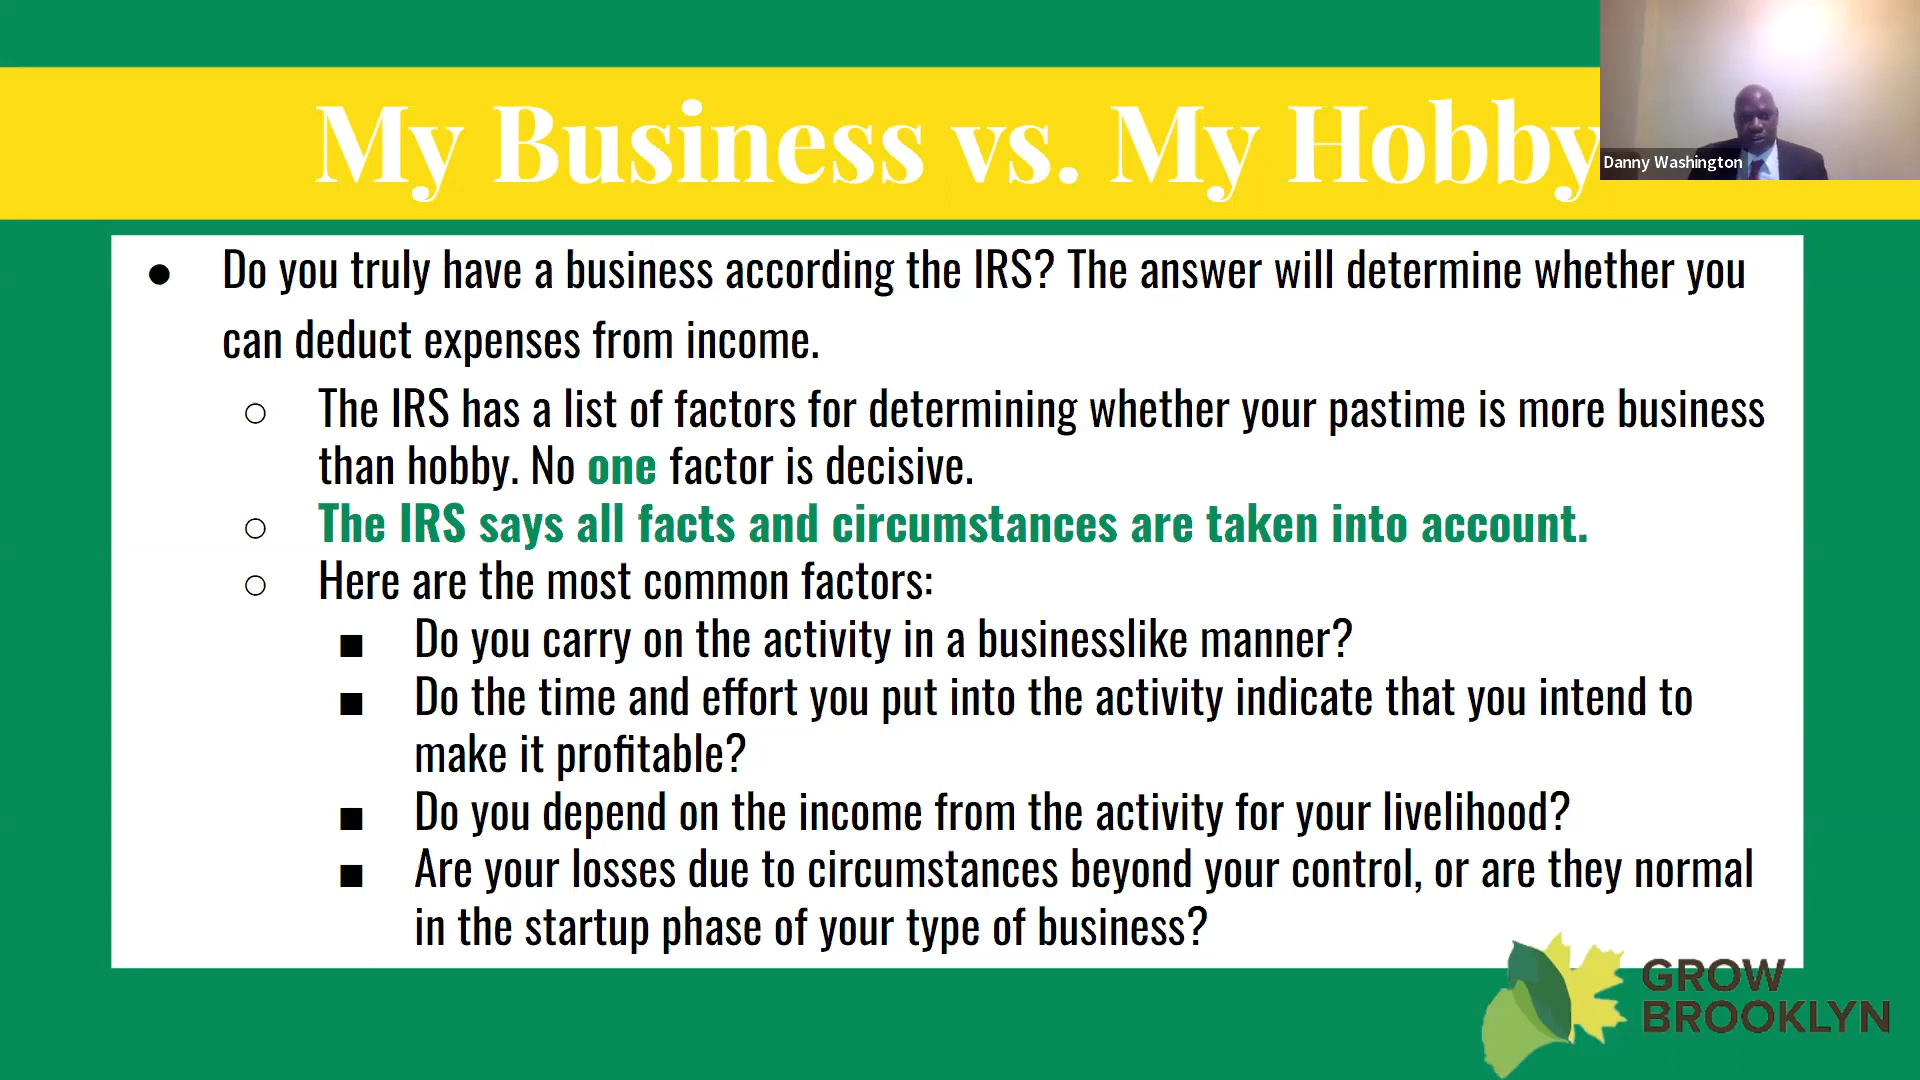 My Business vs. My Hobby
Danny Washington
● Do you truly have a business according the IRS? The answer will determine whether you
can deduct expenses from income.
○ The IRS has a list of factors for determining whether your pastime is more business
than hobby. No one factor is decisive.
○ The IRS says all facts and circumstances are taken into account.
○ Here are the most common factors:
■ Do you carry on the activity in a businesslike manner?
■ Do the time and effort you put into the activity indicate that you intend to
make it profitable?
■ Do you depend on the income from the activity for your livelihood?
■ Are your losses due to circumstances beyond your control, or are they normal
in the startup phase of your type of business?
GROW
BROOKLYN